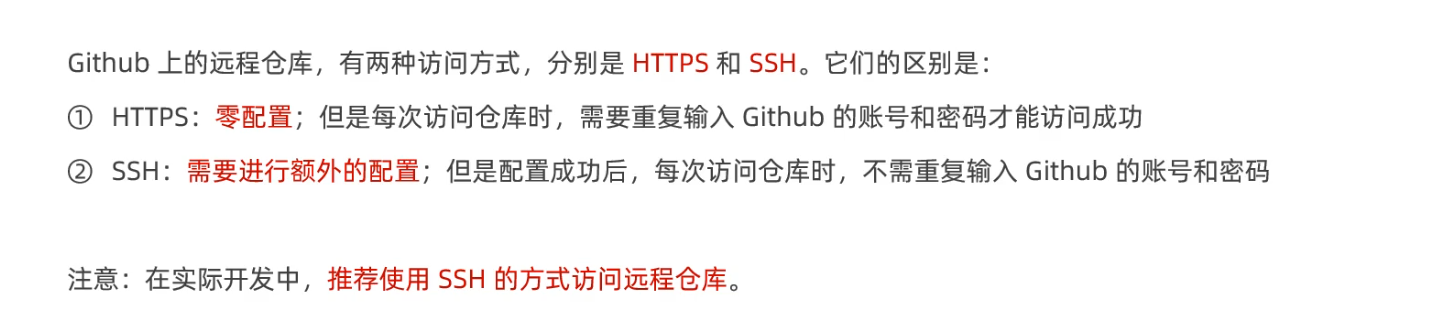 Github 上的远程仓库，有两种访问方式，分别是 HTTPS 和 SSH。它们的区别是：
① HTTPS：零配置；但是每次访问仓库时，需要重复输入 Github 的账号和密码才能访问成功
② SSH：需要进行额外的配置；但是配置成功后，每次访问仓库时，不需重复输入 Github 的账号和密码
注意：在实际开发中，推荐使用 SSH 的方式访问远程仓库。